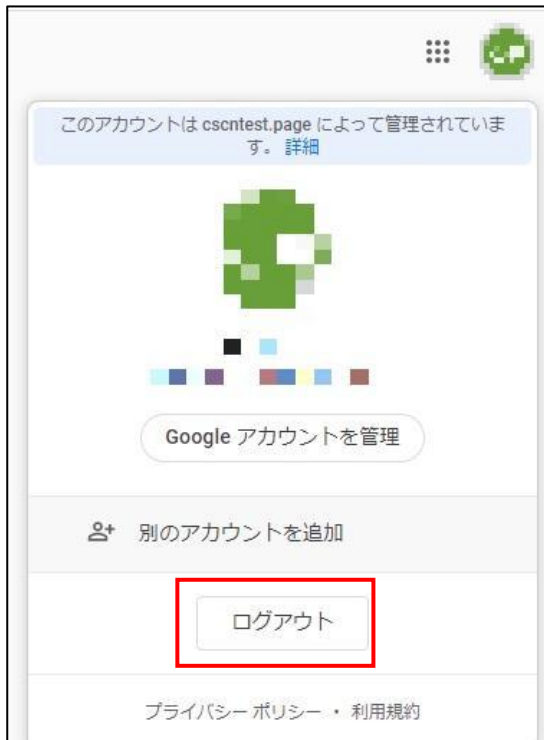 このアカウントは cscntest.page によって管理されていま
す。 詳細
Google アカウントを管理
別のアカウントを追加
ログアウト
プライバシー ポリシー ・ 利用規約